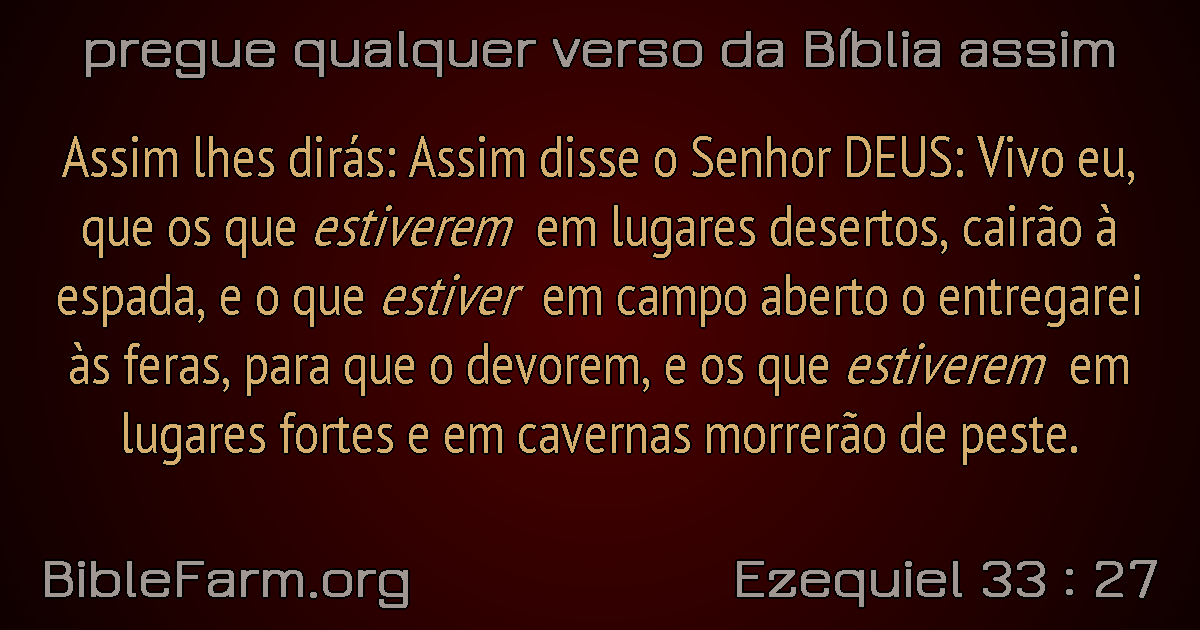 pregue qualquer verso da Bíblia assim
Assim lhes dirás: Assim disse o Senhor DEUS: Vivo eu,
que os que estiverem em lugares desertos, cairão à
espada, e o que estiver em campo aberto o entregarei
às feras, para que o devorem, e os que estiverem em
lugares fortes e em cavernas morrerão de peste.
BibleFarm.org
Ezequiel 33 : 27